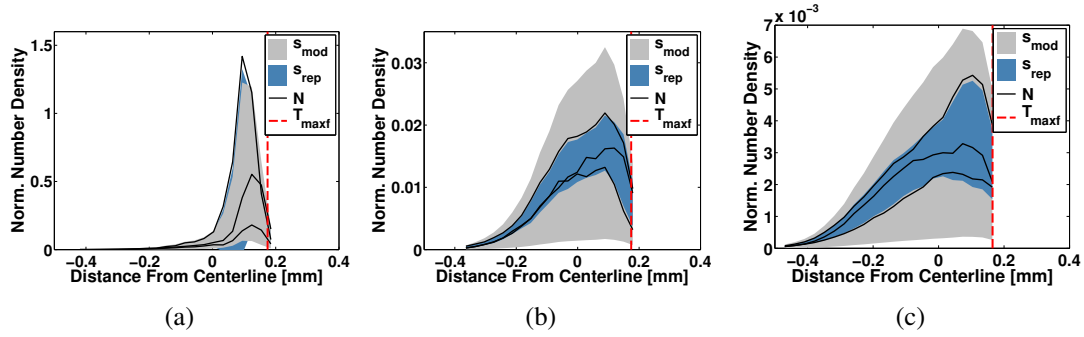 1.5
1
0.5
0
−0.4 −0.2 0 0.2 0.4
Norm. Number Density
Distance From Centerline [mm]
s_mod
s_rep
N
T_maxf
(a)
0.03
0.02
0.01
0
−0.4 −0.2 0 0.2 0.4
Norm. Number Density
Distance From Centerline [mm]
s_mod
s_rep
N
T_maxf
(b)
x 10⁻³
7
6
5
4
3
2
1
0
−0.4 −0.2 0 0.2 0.4
Norm. Number Density
Distance From Centerline [mm]
s_mod
s_rep
N
T_maxf
(c)